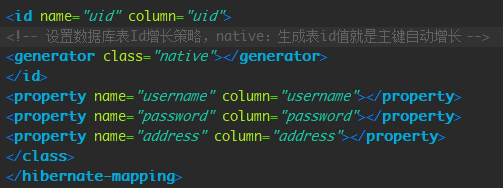 <id name="uid" column="uid">
<!-- 设置数据库表Id增长策略，native：生成表id值就是主键自动增长 -->
<generator class="native"></generator>
</id>
<property name="username" column="username"></property>
<property name="password" column="password"></property>
<property name="address" column="address"></property>
</class>
</hibernate-mapping>